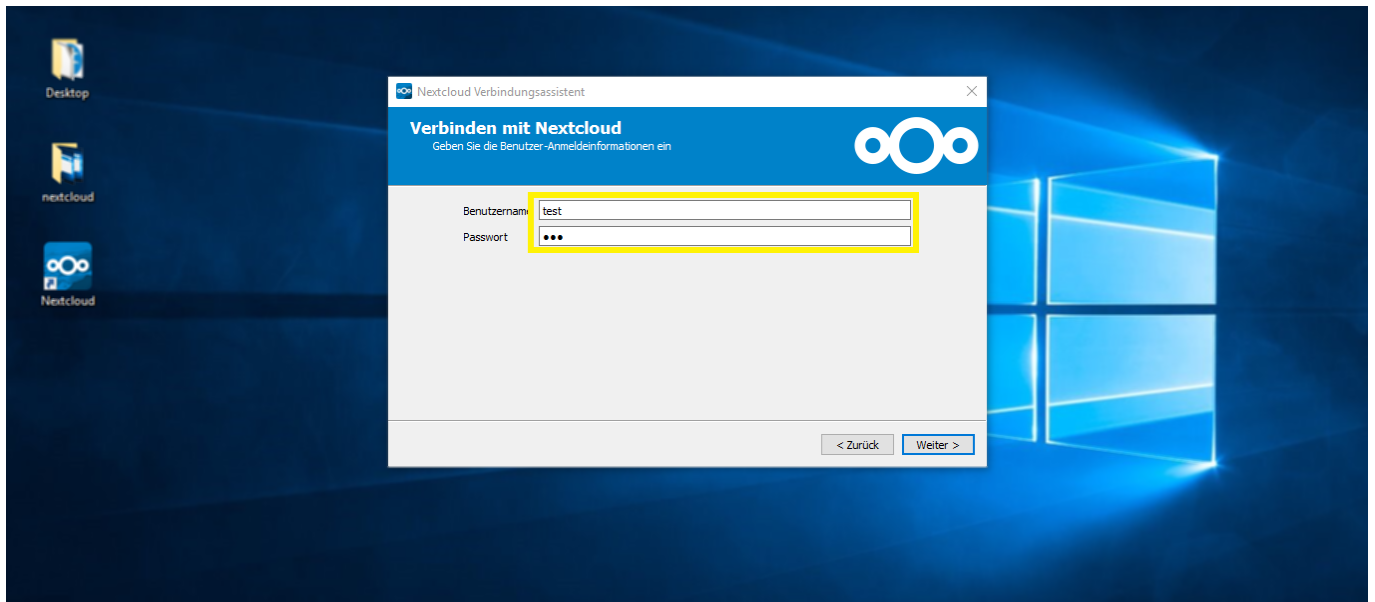 Desktop
nextcloud
Nextcloud
Nextcloud Verbindungsassistent
Verbinden mit Nextcloud
Geben Sie die Benutzer-Anmeldeinformationen ein
Benutzername test
Passwort •••
< Zurück Weiter >